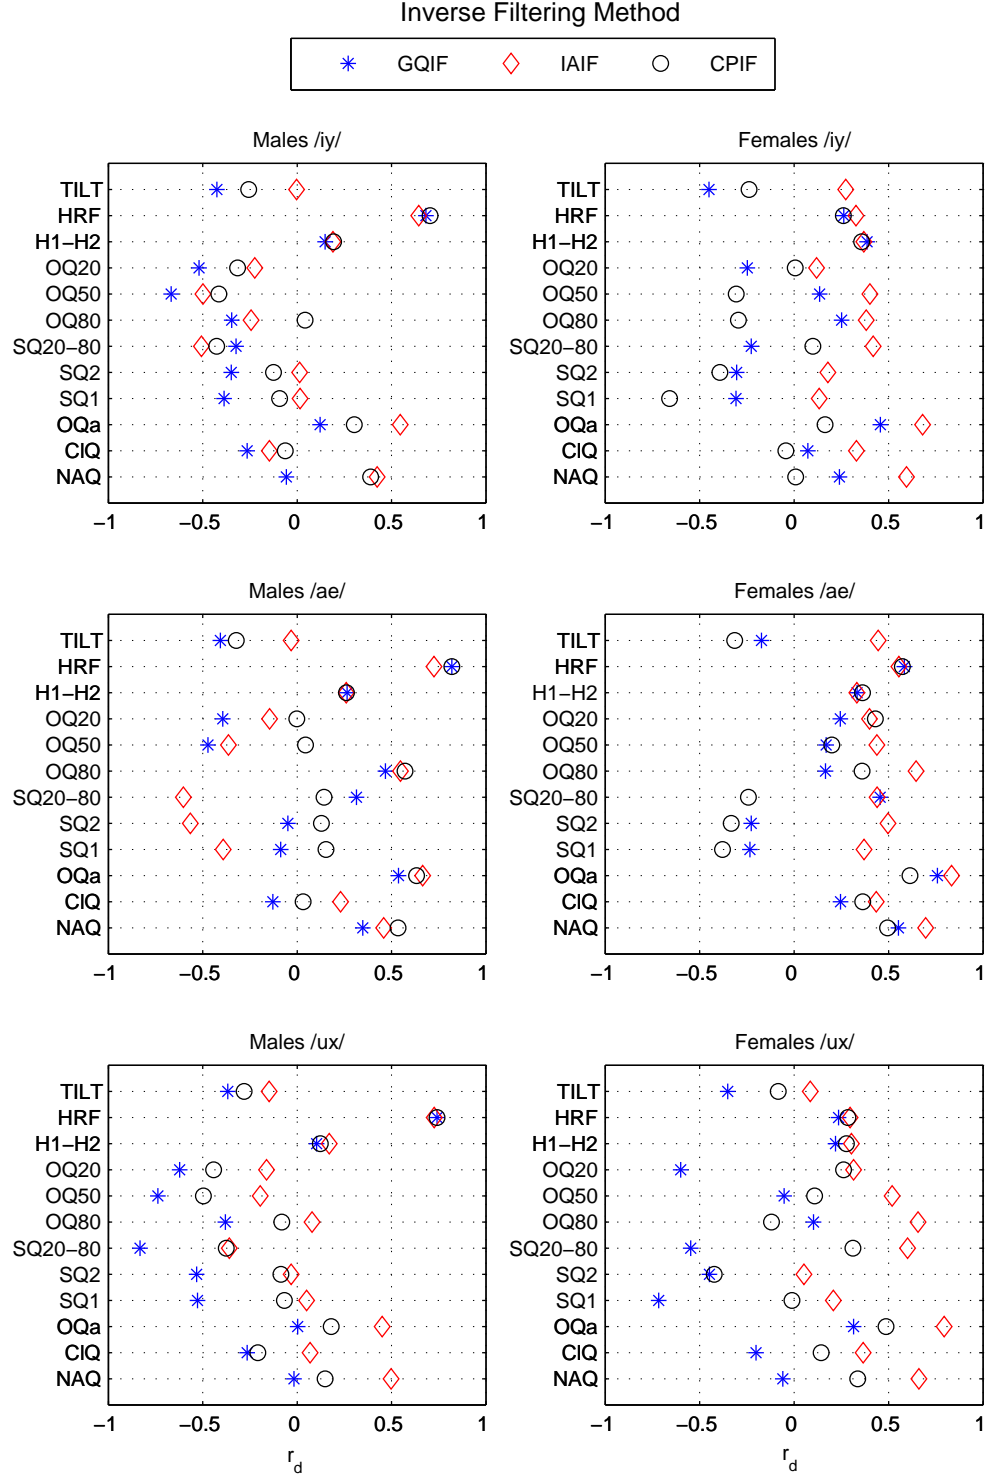 Inverse Filtering Method
GQIF IAIF CPIF
Males /iy/
TILT
HRF
H1−H2
OQ20
OQ50
OQ80
SQ20−80
SQ2
SQ1
OQa
ClQ
NAQ
−1 −0.5 0 0.5 1
Females /iy/
TILT
HRF
H1−H2
OQ20
OQ50
OQ80
SQ20−80
SQ2
SQ1
OQa
ClQ
NAQ
−1 −0.5 0 0.5 1
Males /ae/
TILT
HRF
H1−H2
OQ20
OQ50
OQ80
SQ20−80
SQ2
SQ1
OQa
ClQ
NAQ
−1 −0.5 0 0.5 1
Females /ae/
TILT
HRF
H1−H2
OQ20
OQ50
OQ80
SQ20−80
SQ2
SQ1
OQa
ClQ
NAQ
−1 −0.5 0 0.5 1
Males /ux/
TILT
HRF
H1−H2
OQ20
OQ50
OQ80
SQ20−80
SQ2
SQ1
OQa
ClQ
NAQ
−1 −0.5 0 0.5 1
r_d
Females /ux/
TILT
HRF
H1−H2
OQ20
OQ50
OQ80
SQ20−80
SQ2
SQ1
OQa
ClQ
NAQ
−1 −0.5 0 0.5 1
r_d